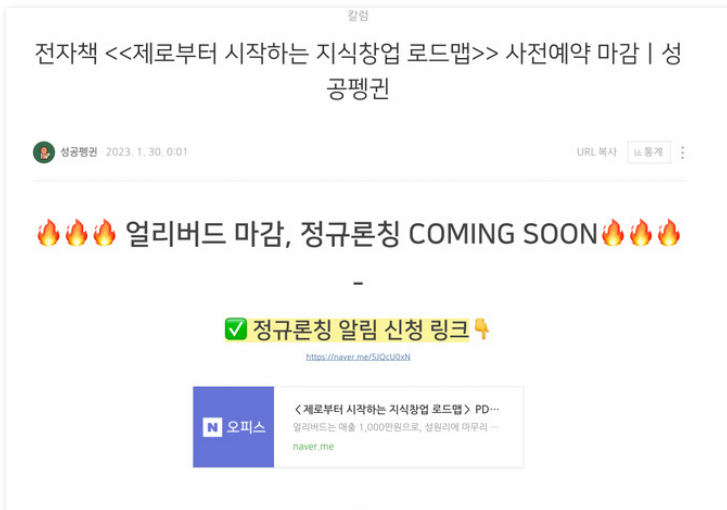 칼럼
전자책 <<제로부터 시작하는 지식창업 로드맵>> 사전예약 마감ㅣ성
공펭귄
성공펭귄 · 2023. 1. 30. 0:01
URL 복사 통계
🔥🔥🔥 얼리버드 마감, 정규론칭 COMING SOON🔥🔥🔥
-
✅ 정규론칭 알림 신청 링크👇
https://naver.me/5JQcU0xN
N 오피스
<제로부터 시작하는 지식창업 로드맵> PD…
얼리버드는 매출 1,000만원으로, 성원리에 마무리 …
naver.me